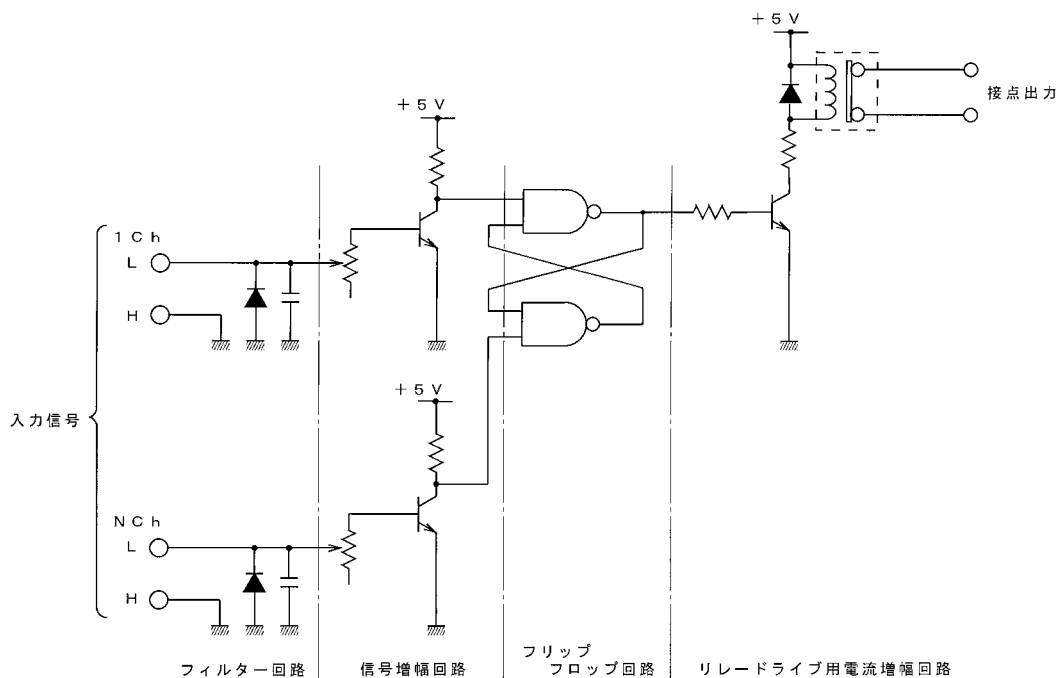 +5V
接点出力
+5V
1Ch
L
H
入力信号
+5V
NCh
L
H
フィルター回路
信号増幅回路
フリップ
フロップ回路
リレードライブ用電流増幅回路